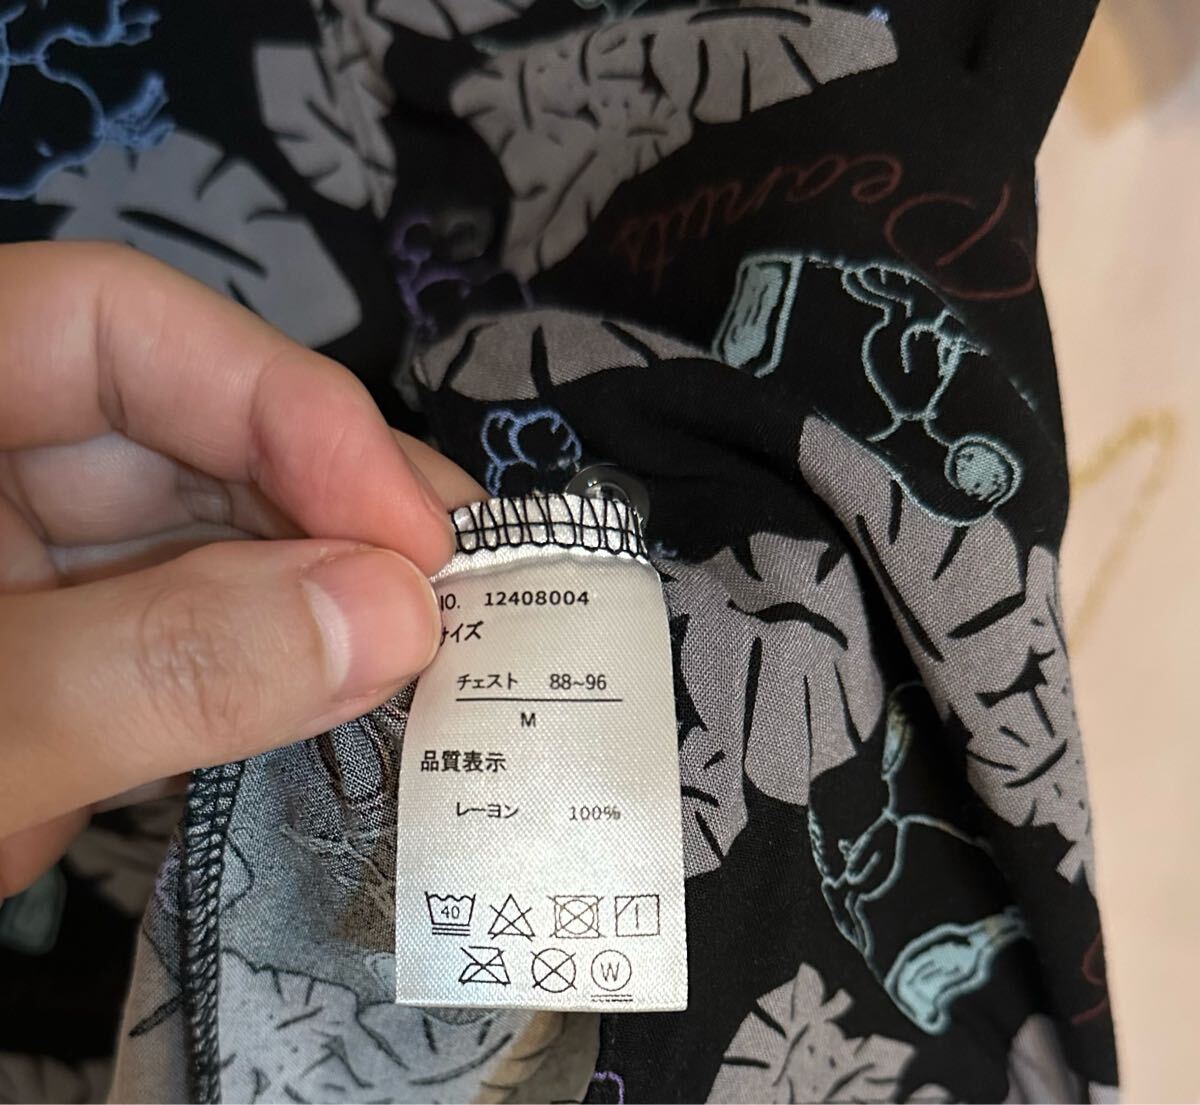 Peanuts
NO. 12408004
サイズ
チェスト 88~96
M
品質表示
レーヨン 100%
40
W